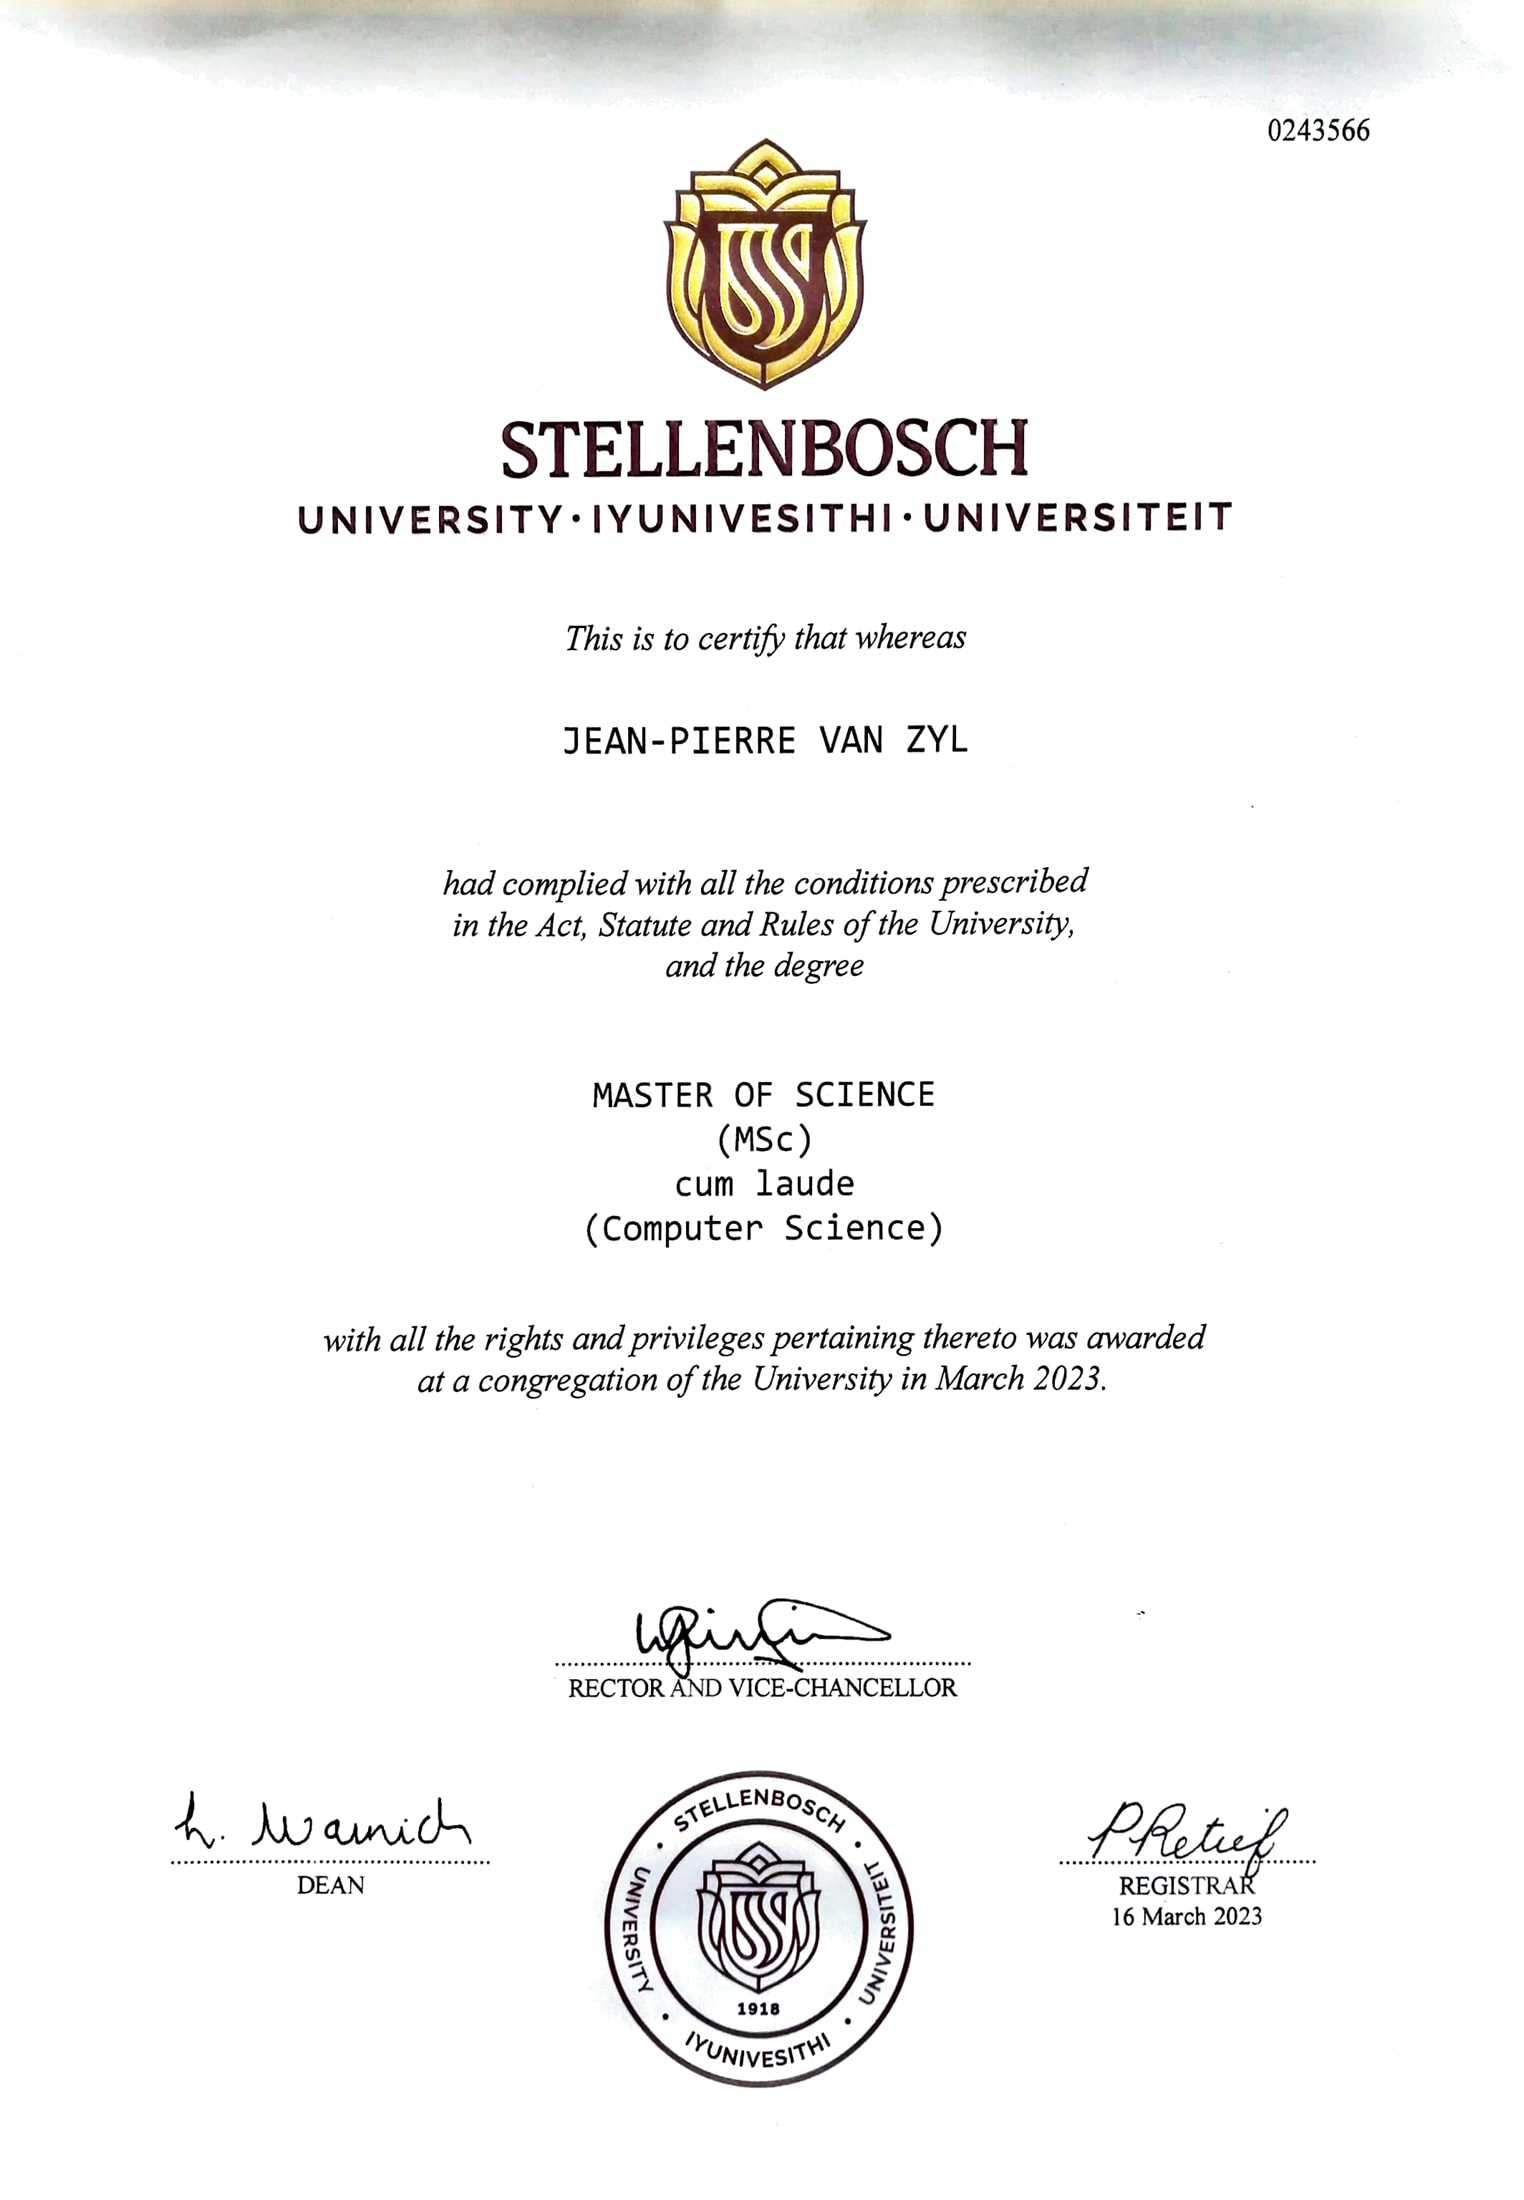 0243566
STELLENBOSCH
UNIVERSITY · IYUNIVESITHI · UNIVERSITEIT
This is to certify that whereas
JEAN-PIERRE VAN ZYL
had complied with all the conditions prescribed
in the Act, Statute and Rules of the University,
and the degree
MASTER OF SCIENCE
(MSc)
cum laude
(Computer Science)
with all the rights and privileges pertaining thereto was awarded
at a congregation of the University in March 2023.
RECTOR AND VICE-CHANCELLOR
DEAN
PRetief
REGISTRAR
16 March 2023
STELLENBOSCH
UNIVERSITY · IYUNIVESITHI · UNIVERSITEIT
1918